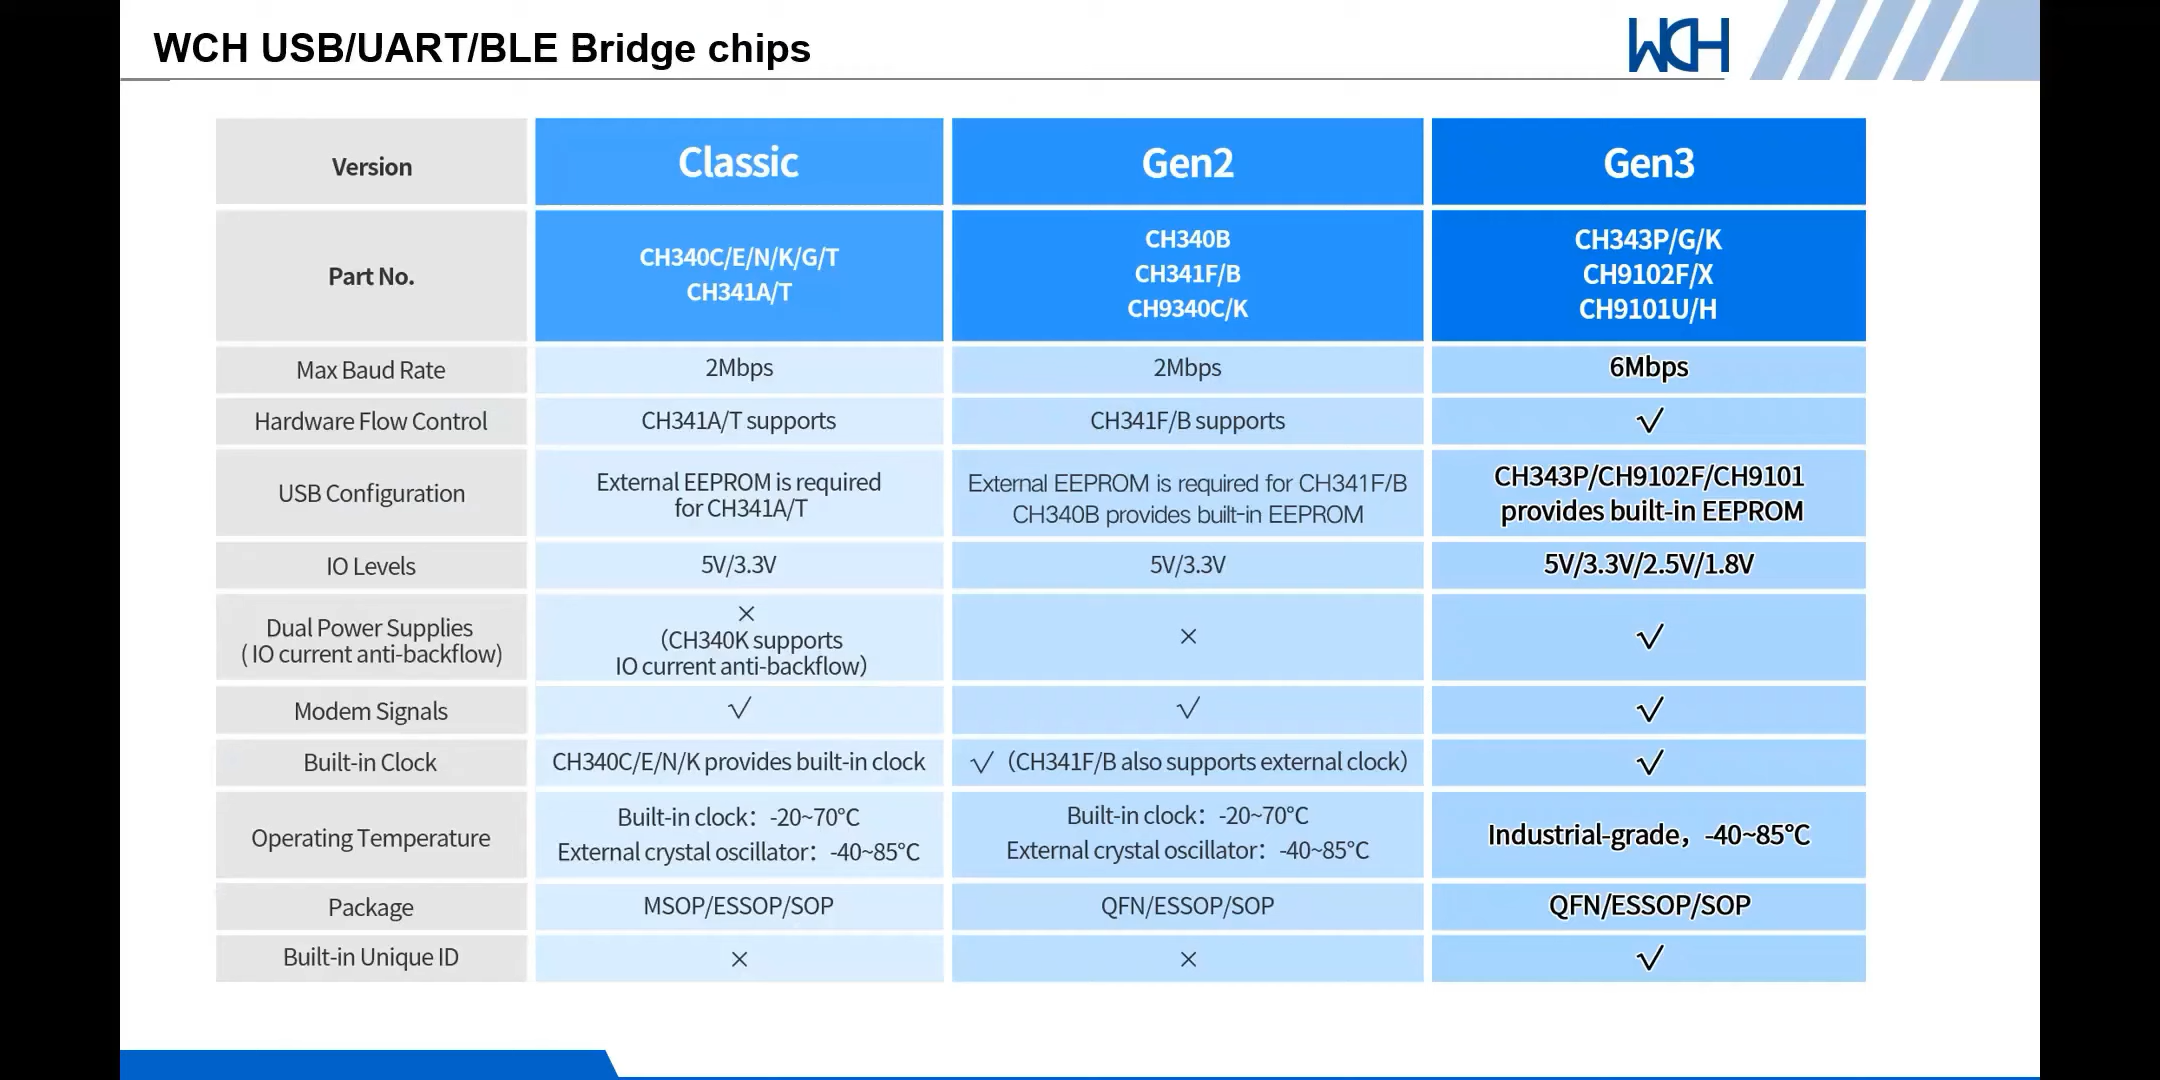 WCH USB/UART/BLE Bridge chips
WCH
Version
Classic
Gen2
Gen3
Part No.
CH340C/E/N/K/G/T
CH341A/T
CH340B
CH341F/B
CH9340C/K
CH343P/G/K
CH9102F/X
CH9101U/H
Max Baud Rate
2Mbps
2Mbps
6Mbps
Hardware Flow Control
CH341A/T supports
CH341F/B supports
√
USB Configuration
External EEPROM is required
for CH341A/T
External EEPROM is required for CH341F/B
CH340B provides built-in EEPROM
CH343P/CH9102F/CH9101
provides built-in EEPROM
IO Levels
5V/3.3V
5V/3.3V
5V/3.3V/2.5V/1.8V
Dual Power Supplies
( IO current anti-backflow)
×
（CH340K supports
IO current anti-backflow）
×
√
Modem Signals
√
√
√
Built-in Clock
CH340C/E/N/K provides built-in clock
√（CH341F/B also supports external clock）
√
Operating Temperature
Built-in clock：-20~70℃
External crystal oscillator：-40~85℃
Built-in clock：-20~70℃
External crystal oscillator：-40~85℃
Industrial-grade，-40~85℃
Package
MSOP/ESSOP/SOP
QFN/ESSOP/SOP
QFN/ESSOP/SOP
Built-in Unique ID
×
×
√